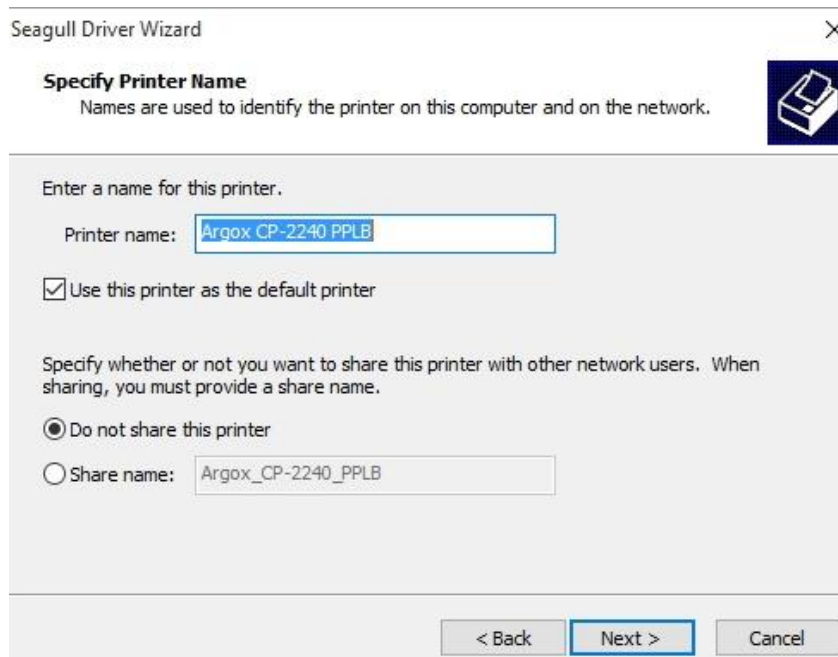 Seagull Driver Wizard
Specify Printer Name
Names are used to identify the printer on this computer and on the network.
Enter a name for this printer.
Printer name: Argox CP-2240 PPLB
Use this printer as the default printer
Specify whether or not you want to share this printer with other network users. When
sharing, you must provide a share name.
Do not share this printer
Share name: Argox_CP-2240_PPLB
< Back Next > Cancel